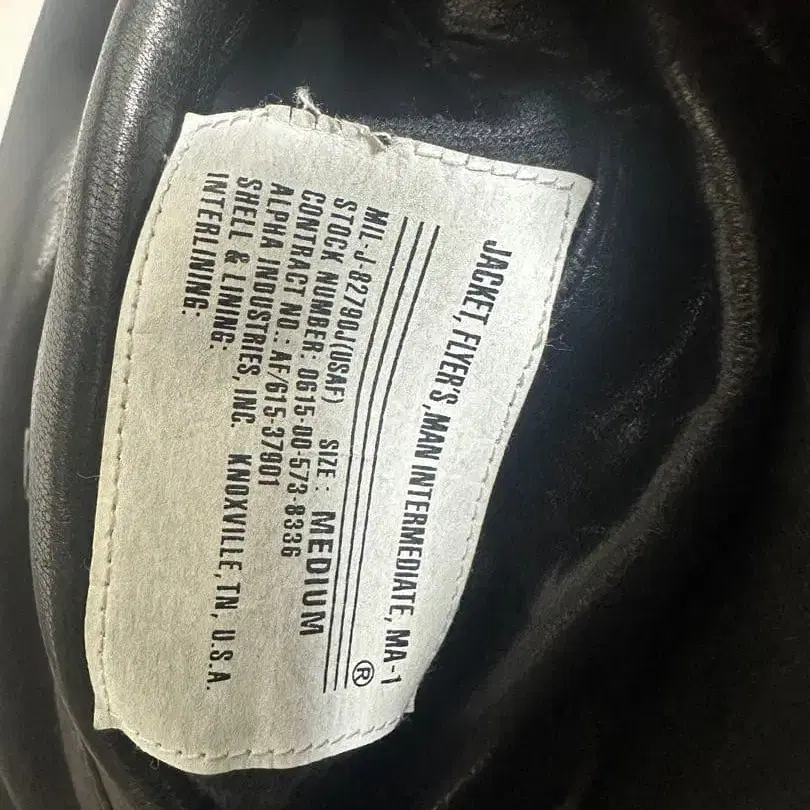 JACKET, FLYER'S, MAN INTERMEDIATE, MA-1
®
MIL-J-82790J(USAF) SIZE: MEDIUM
STOCK NUMBER: 0615-00-573-8336
CONTRACT NO.: AF/615-37901
ALPHA INDUSTRIES, INC. KNOXVILLE, TN, U.S.A.
SHELL & LINING:
INTERLINING: